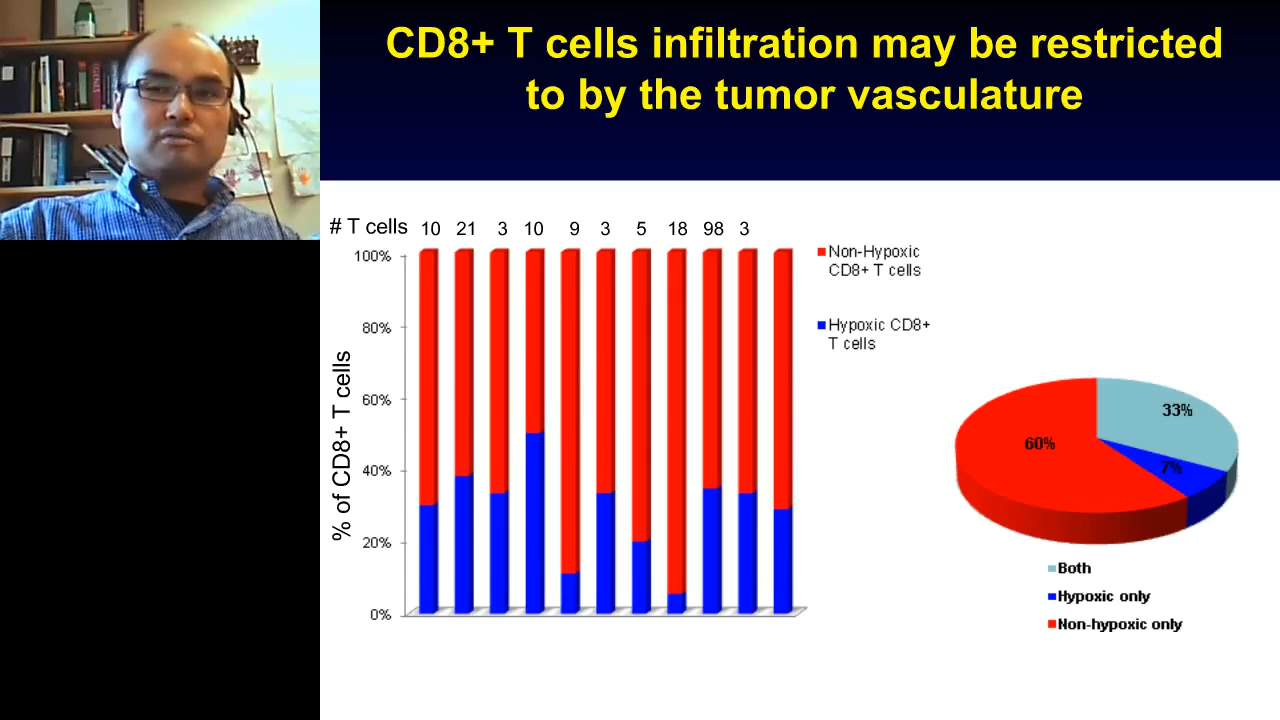 CD8+ T cells infiltration may be restricted
to by the tumor vasculature
# T cells 10 21 3 10 9 3 5 18 98 3
100%
80%
60%
40%
20%
0%
% of CD8+ T cells
Non-Hypoxic
CD8+ T cells
Hypoxic CD8+
T cells
33%
60%
7%
Both
Hypoxic only
Non-hypoxic only